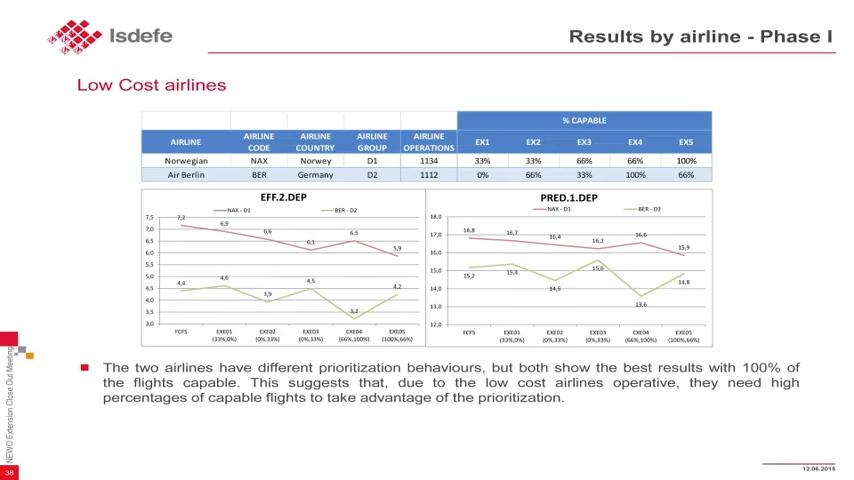 Isdefe
Results by airline - Phase I
Low Cost airlines
% CAPABLE
AIRLINE AIRLINE CODE AIRLINE COUNTRY AIRLINE GROUP AIRLINE OPERATIONS EX1 EX2 EX3 EX4 EX5
Norwegian NAX Norwey D1 1134 33% 33% 66% 66% 100%
Air Berlin BER Germany D2 1112 0% 66% 33% 100% 66%
EFF.2.DEP
NAX - D1 BER - D2
7,5
7,0
6,5
6,0
5,5
5,0
4,5
4,0
3,5
3,0
7,2 6,9 6,6 6,1 6,5 5,9
4,4 4,6 3,9 4,5 3,2 4,2
FCFS EXE01 EXE02 EXE03 EXE04 EXE05
(33%,0%) (0%,33%) (0%,33%) (66%,100%) (100%,66%)
PRED.1.DEP
NAX - D1 BER - D2
18,0
17,0
16,0
15,0
14,0
13,0
12,0
16,8 16,7 16,4 16,2 16,6 15,9
15,2 15,4 14,5 15,6 13,6 14,8
FCFS EXE01 EXE02 EXE03 EXE04 EXE05
(33%,0%) (0%,33%) (0%,33%) (66%,100%) (100%,66%)
The two airlines have different prioritization behaviours, but both show the best results with 100% of
the flights capable. This suggests that, due to the low cost airlines operative, they need high
percentages of capable flights to take advantage of the prioritization.
NEWO Extension Close Out Meeting
38
12.06.2015